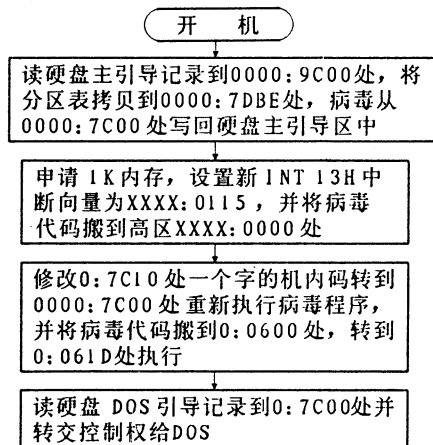 开 机
读硬盘主引导记录到0000:9C00处，将
分区表拷贝到0000:7DBE处，病毒从
0000:7C00处写回硬盘主引导区中
申请1K内存，设置新INT 13H中
断向量为XXXX:0115，并将病毒
代码搬到高区XXXX:0000处
修改0:7C10处一个字的机内码转到
0000:7C00处重新执行病毒程序，
并将病毒代码搬到0:0600处，转到
0:061D处执行
读硬盘 DOS 引导记录到0:7C00处并
转交控制权给DOS